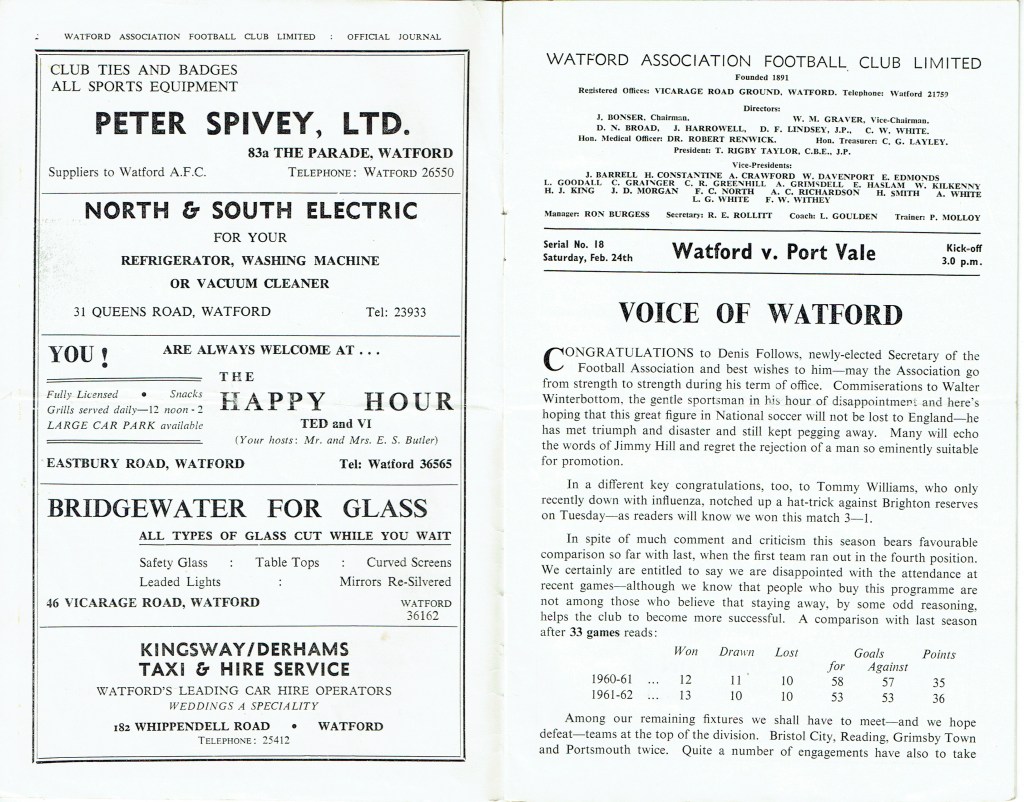 WATFORD ASSOCIATION FOOTBALL CLUB LIMITED : OFFICIAL JOURNAL
CLUB TIES AND BADGES
ALL SPORTS EQUIPMENT
PETER SPIVEY, LTD.
83a THE PARADE, WATFORD
Suppliers to Watford A.F.C. TELEPHONE: WATFORD 26550
NORTH & SOUTH ELECTRIC
FOR YOUR
REFRIGERATOR, WASHING MACHINE
OR VACUUM CLEANER
31 QUEENS ROAD, WATFORD Tel: 23933
YOU! ARE ALWAYS WELCOME AT . . .
THE
HAPPY HOUR
Fully Licensed • Snacks
Grills served daily—12 noon - 2
LARGE CAR PARK available
TED and VI
(Your hosts: Mr. and Mrs. E. S. Butler)
EASTBURY ROAD, WATFORD Tel: Watford 36565
BRIDGEWATER FOR GLASS
ALL TYPES OF GLASS CUT WHILE YOU WAIT
Safety Glass : Table Tops : Curved Screens
Leaded Lights : Mirrors Re-Silvered
46 VICARAGE ROAD, WATFORD WATFORD
36162
KINGSWAY/DERHAMS
TAXI & HIRE SERVICE
WATFORD'S LEADING CAR HIRE OPERATORS
WEDDINGS A SPECIALITY
182 WHIPPENDELL ROAD • WATFORD
TELEPHONE: 25412
WATFORD ASSOCIATION FOOTBALL CLUB LIMITED
Founded 1891
Registered Offices: VICARAGE ROAD GROUND, WATFORD. Telephone: Watford 21759
Directors:
J. BONSER, Chairman. W. M. GRAVER, Vice-Chairman.
D. N. BROAD, J. HARROWELL, D. F. LINDSEY, J.P., C. W. WHITE.
Hon. Medical Officer: DR. ROBERT RENWICK. Hon. Treasurer: C. G. LAYLEY.
President: T. RIGBY TAYLOR, C.B.E., J.P.
Vice-Presidents:
J. BARRELL H. CONSTANTINE A. CRAWFORD W. DAVENPORT E. EDMONDS
L. GOODALL C. GRAINGER C. R. GREENHILL A. GRIMSDELL E. HASLAM W. KILKENNY
H. J. KING J. D. MORGAN F. C. NORTH A. C. RICHARDSON H. SMITH A. WHITE
L. G. WHITE F. W. WITHEY
Manager: RON BURGESS Secretary: R. E. ROLLITT Coach: L. GOULDEN Trainer: P. MOLLOY
Serial No. 18
Saturday, Feb. 24th
Watford v. Port Vale
Kick-off
3.0 p.m.
VOICE OF WATFORD
CONGRATULATIONS to Denis Follows, newly-elected Secretary of the
Football Association and best wishes to him—may the Association go
from strength to strength during his term of office. Commiserations to Walter
Winterbottom, the gentle sportsman in his hour of disappointment and here's
hoping that this great figure in National soccer will not be lost to England—he
has met triumph and disaster and still kept pegging away. Many will echo
the words of Jimmy Hill and regret the rejection of a man so eminently suitable
for promotion.
In a different key congratulations, too, to Tommy Williams, who only
recently down with influenza, notched up a hat-trick against Brighton reserves
on Tuesday—as readers will know we won this match 3—1.
In spite of much comment and criticism this season bears favourable
comparison so far with last, when the first team ran out in the fourth position.
We certainly are entitled to say we are disappointed with the attendance at
recent games—although we know that people who buy this programme are
not among those who believe that staying away, by some odd reasoning,
helps the club to become more successful. A comparison with last season
after 33 games reads:
Won Drawn Lost Goals Points
for Against
1960-61 ... 12 11 10 58 57 35
1961-62 ... 13 10 10 53 53 36
Among our remaining fixtures we shall have to meet—and we hope
defeat—teams at the top of the division. Bristol City, Reading, Grimsby Town
and Portsmouth twice. Quite a number of engagements have also to take